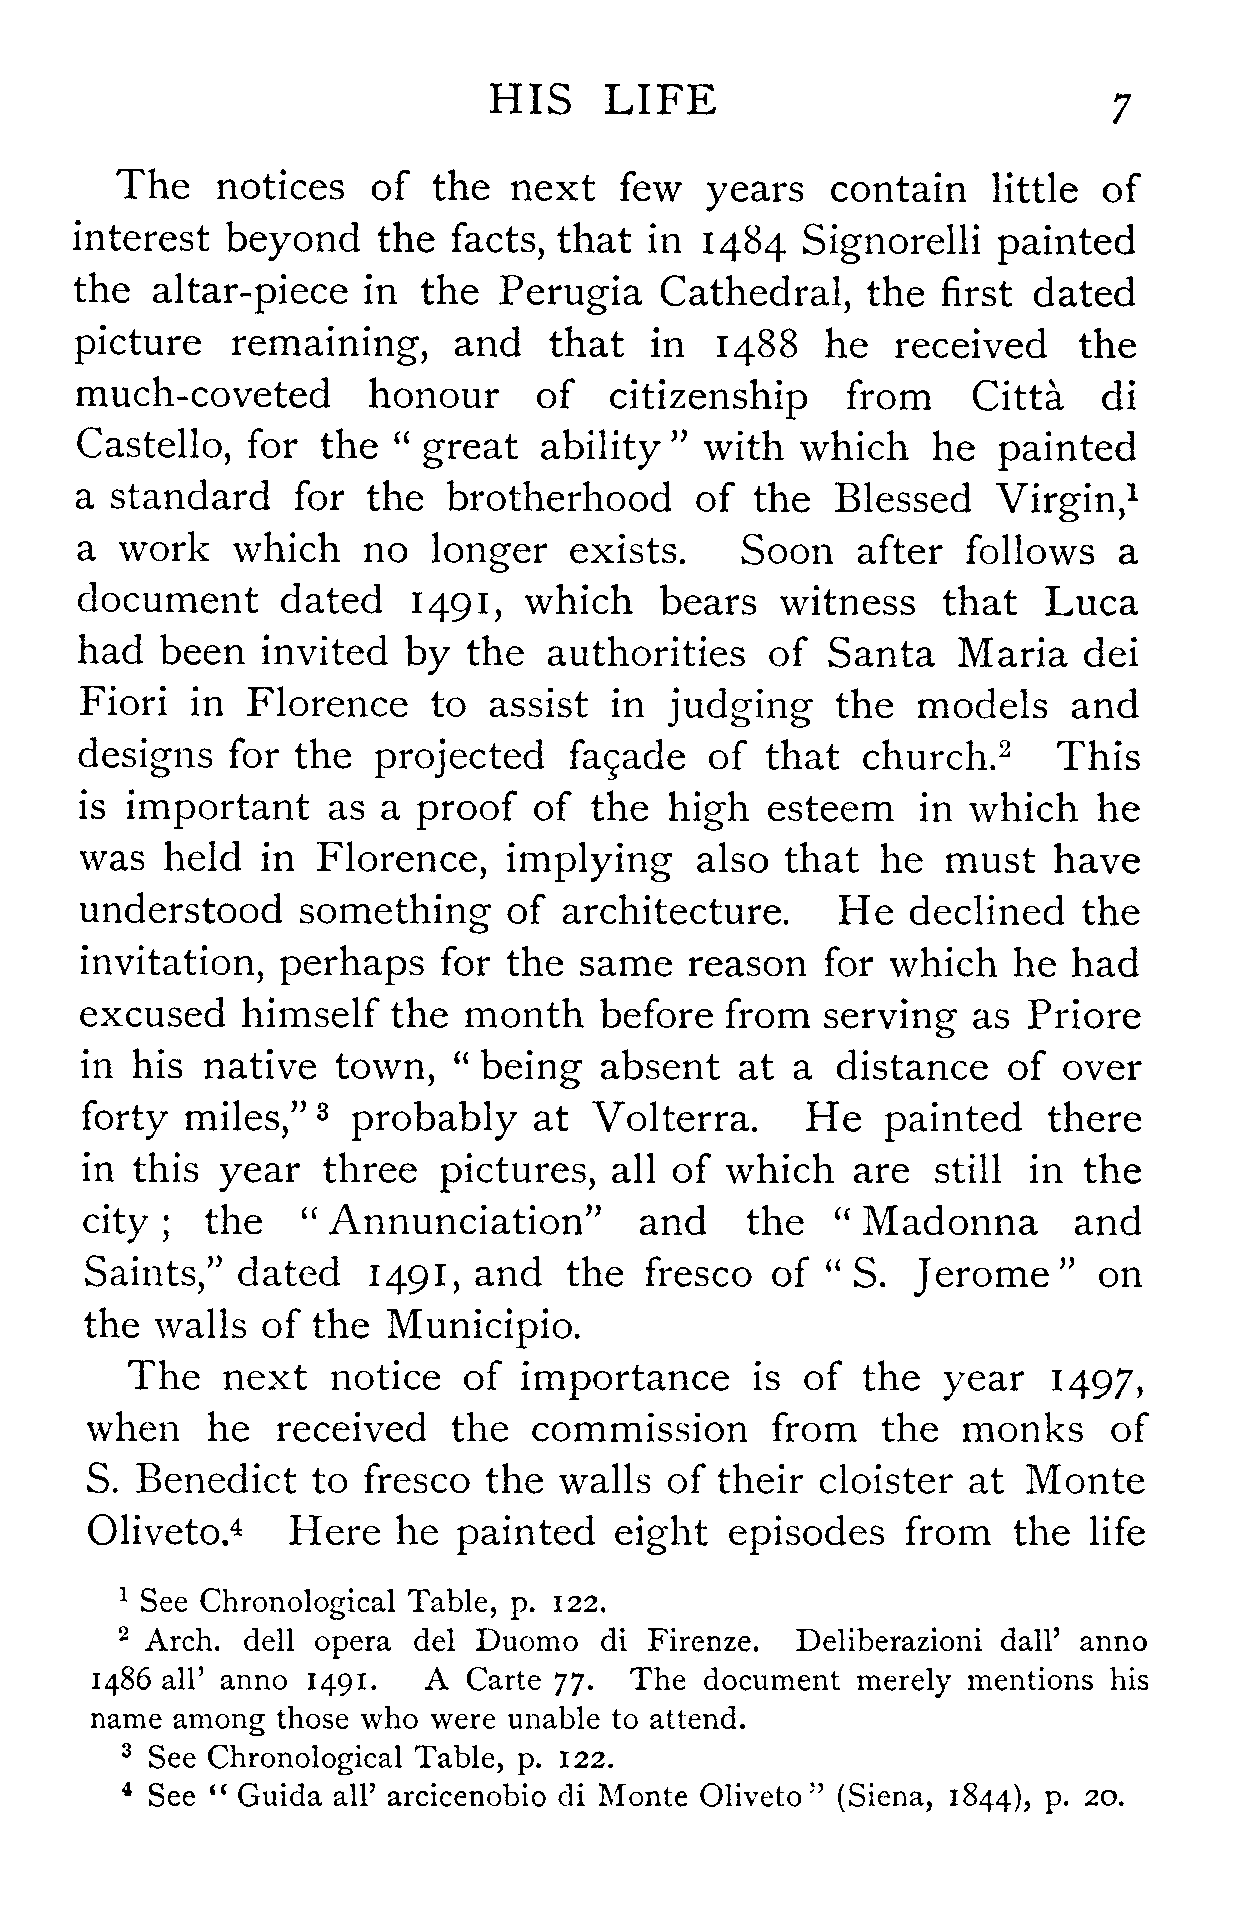 HIS LIFE 7
The notices of the next few years contain little of
interest beyond the facts, that in 1484 Signorelli painted
the altar-piece in the Perugia Cathedral, the first dated
picture remaining, and that in 1488 he received the
much-coveted honour of citizenship from Città di
Castello, for the “ great ability ” with which he painted
a standard for the brotherhood of the Blessed Virgin,¹
a work which no longer exists. Soon after follows a
document dated 1491, which bears witness that Luca
had been invited by the authorities of Santa Maria dei
Fiori in Florence to assist in judging the models and
designs for the projected façade of that church.² This
is important as a proof of the high esteem in which he
was held in Florence, implying also that he must have
understood something of architecture. He declined the
invitation, perhaps for the same reason for which he had
excused himself the month before from serving as Priore
in his native town, “ being absent at a distance of over
forty miles,” ³ probably at Volterra. He painted there
in this year three pictures, all of which are still in the
city ; the “ Annunciation” and the “ Madonna and
Saints,” dated 1491, and the fresco of “ S. Jerome ” on
the walls of the Municipio.
The next notice of importance is of the year 1497,
when he received the commission from the monks of
S. Benedict to fresco the walls of their cloister at Monte
Oliveto.⁴ Here he painted eight episodes from the life
¹ See Chronological Table, p. 122.
² Arch. dell opera del Duomo di Firenze. Deliberazioni dall’ anno
1486 all’ anno 1491. A Carte 77. The document merely mentions his
name among those who were unable to attend.
³ See Chronological Table, p. 122.
⁴ See “ Guida all’ arcicenobio di Monte Oliveto ” (Siena, 1844), p. 20.